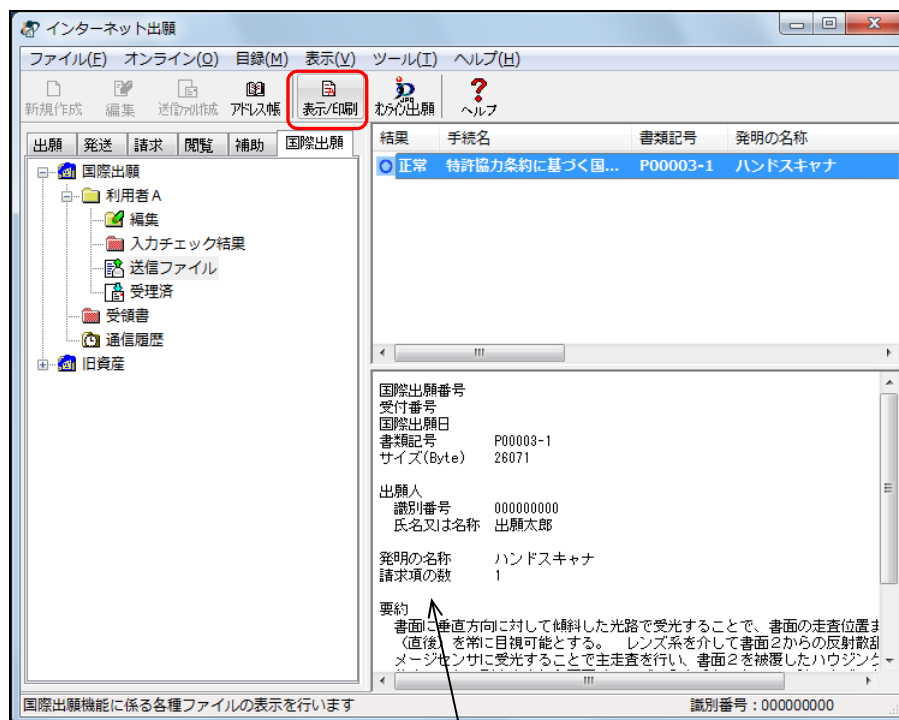 インターネット出願
ファイル(F) オンライン(O) 目録(M) 表示(V) ツール(T) ヘルプ(H)
新規作成 編集 送信ファイル作成 アドレス帳 表示/印刷 オンライン出願 ヘルプ
出願 発送 請求 閲覧 補助 国際出願
国際出願
利用者A
編集
入力チェック結果
送信ファイル
受理済
受領書
通信履歴
旧資産
結果 手続名 書類記号 発明の名称
正常 特許協力条約に基づく国... P00003-1 ハンドスキャナ
国際出願番号
受付番号
国際出願日
書類記号 P00003-1
サイズ(Byte) 26071
出願人
識別番号 000000000
氏名又は名称 出願太郎
発明の名称 ハンドスキャナ
請求項の数 1
要約
書面に垂直方向に対して傾斜した光路で受光することで、書面の走査位置ま
(直後)を常に目視可能とする。 レンズ系を介して書面2からの反射散乱
メージセンサに受光することで主走査を行い、書面2を被覆したハウジング
国際出願機能に係る各種ファイルの表示を行います 識別番号:000000000